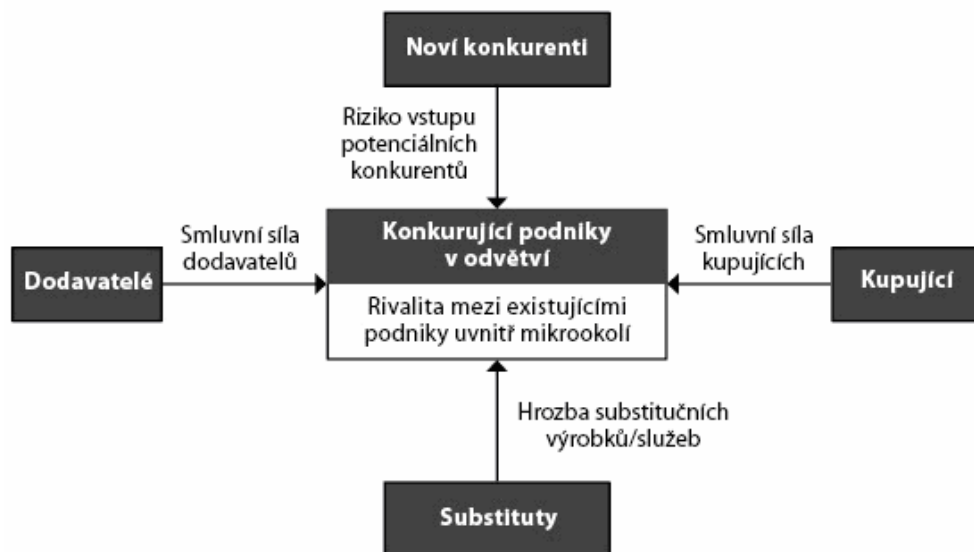 Noví konkurenti
Riziko vstupu
potenciálních
konkurentů
Dodavatelé
Smluvní síla
dodavatelů
Konkurující podniky
v odvětví
Rivalita mezi existujícími
podniky uvnitř mikrookolí
Smluvní síla
kupujících
Kupující
Hrozba substitučních
výrobků/služeb
Substituty